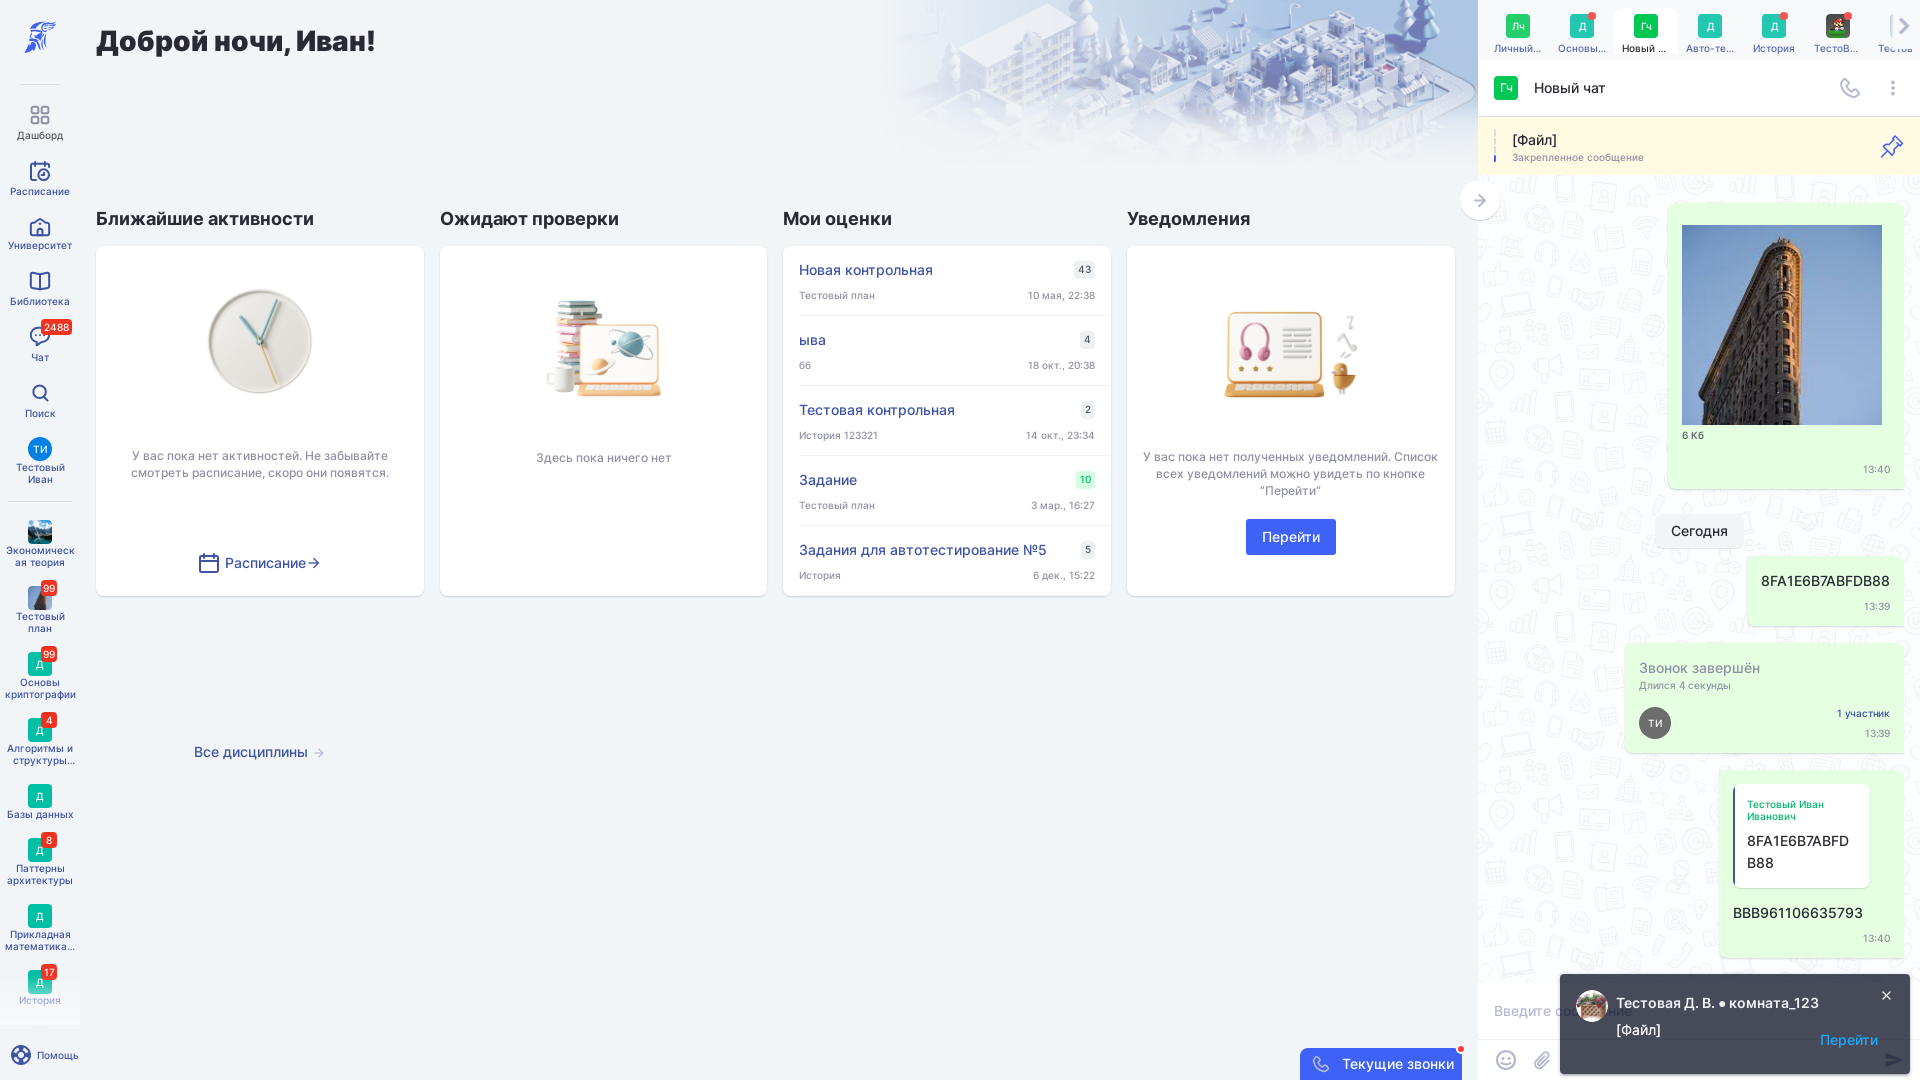 Дашборд
Расписание
Университет
Библиотека
2488
Чат
Поиск
ТИ
Тестовый
Иван
Экономическ
ая теория
99
Тестовый
план
99
Д
Основы
криптографии
4
Д
Алгоритмы и
структуры...
Д
Базы данных
8
Д
Паттерны
архитектуры
Д
Прикладная
математика...
17
Д
История
Помощь
Доброй ночи, Иван!
Ближайшие активности
У вас пока нет активностей. Не забывайте
смотреть расписание, скоро они появятся.
Расписание
Ожидают проверки
Здесь пока ничего нет
Мои оценки
Новая контрольная
43
Тестовый план
10 мая, 22:38
ыва
4
бб
18 окт., 20:38
Тестовая контрольная
2
История 123321
14 окт., 23:34
Задание
10
Тестовый план
3 мар., 16:27
Задания для автотестирование №5
5
История
6 дек., 15:22
Уведомления
У вас пока нет полученных уведомлений. Список
всех уведомлений можно увидеть по кнопке
“Перейти”
Перейти
Все дисциплины
Текущие звонки
Лч
Личный...
Д
Основы...
Гч
Новый ...
Д
Авто-те...
Д
История
ТестоВ...
Гч
Новый чат
[Файл]
Закрепленное сообщение
6 Кб
13:40
Сегодня
8FA1E6B7ABFDB88
13:39
Звонок завершён
Длился 4 секунды
ТИ
1 участник
13:39
Тестовый Иван
Иванович
8FA1E6B7ABFD
B88
BBB961106635793
13:40
Введите
Тестовая Д. В. ● комната_123
[Файл]
Перейти